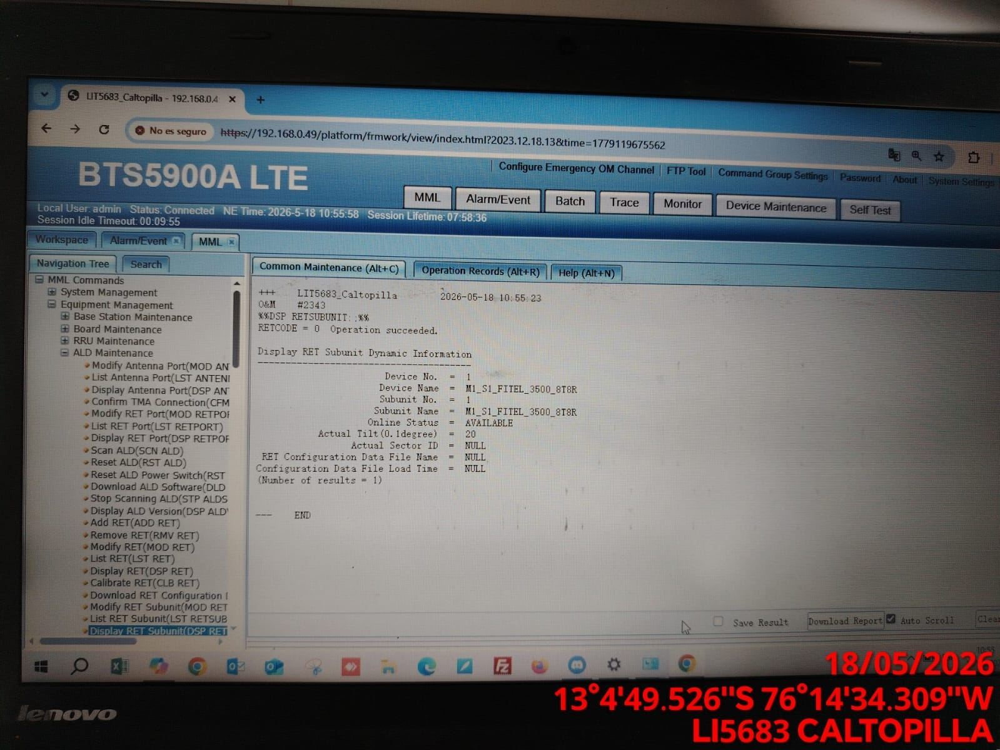 LIT5683_Caltopilla - 192.168.0.4
No es seguro https://192.168.0.49/platform/frmwork/view/index.html?2023.12.18.13&time=1779119675562
BTS5900A LTE
Configure Emergency OM Channel FTP Tool Command Group Settings Password About System Settings
MML Alarm/Event Batch Trace Monitor Device Maintenance Self Test
Local User: admin Status: Connected NE Time: 2026-5-18 10:55:58 Session Lifetime: 07:58:36
Session Idle Timeout: 00:09:55
Workspace Alarm/Event MML
Navigation Tree Search
MML Commands
System Management
Equipment Management
Base Station Maintenance
Board Maintenance
RRU Maintenance
ALD Maintenance
Modify Antenna Port(MOD AN
List Antenna Port(LST ANTEN
Display Antenna Port(DSP AN
Confirm TMA Connection(CFM
Modify RET Port(MOD RETPOR
List RET Port(LST RETPORT)
Display RET Port(DSP RETPOR
Scan ALD(SCN ALD)
Reset ALD(RST ALD)
Reset ALD Power Switch(RST
Download ALD Software(DLD
Stop Scanning ALD(STP ALDS
Display ALD Version(DSP ALD
Add RET(ADD RET)
Remove RET(RMV RET)
Modify RET(MOD RET)
List RET(LST RET)
Display RET(DSP RET)
Calibrate RET(CLB RET)
Download RET Configuration
Modify RET Subunit(MOD RET
List RET Subunit(LST RETSUB
Display RET Subunit(DSP RET
Common Maintenance (Alt+C) Operation Records (Alt+R) Help (Alt+N)
+++ LIT5683_Caltopilla 2026-05-18 10:55:23
O&M #2343
%%DSP RETSUBUNIT:;%%
RETCODE = 0 Operation succeeded.
Display RET Subunit Dynamic Information
---------------------------------------
Device No. = 1
Device Name = M1_S1_FITEL_3500_8T8R
Subunit No. = 1
Subunit Name = M1_S1_FITEL_3500_8T8R
Online Status = AVAILABLE
Actual Tilt(0.1degree) = 20
Actual Sector ID = NULL
RET Configuration Data File Name = NULL
Configuration Data File Load Time = NULL
(Number of results = 1)
--- END
Save Result Download Report Auto Scroll Clear
10:55
lenovo
18/05/2026
13°4'49.526"S 76°14'34.309"W
LI5683 CALTOPILLA